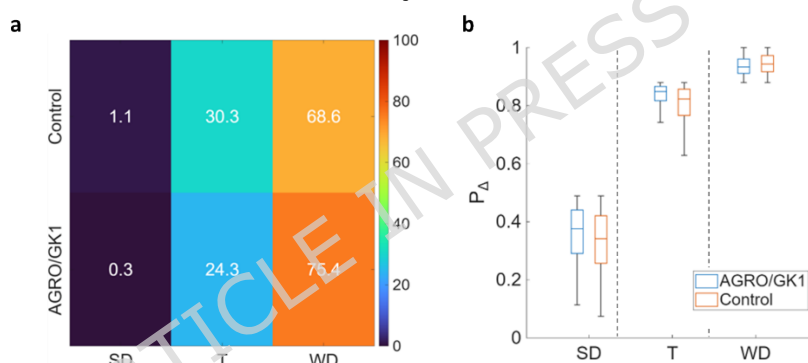 a
Control
1.1
30.3
68.6
AGRO/GK1
0.3
24.3
75.4
SD
T
WD
100
80
60
40
20
0
b
1
0.8
0.6
0.4
0.2
0
P_Δ
SD
T
WD
AGRO/GK1
Control
TICLE IN PRESS